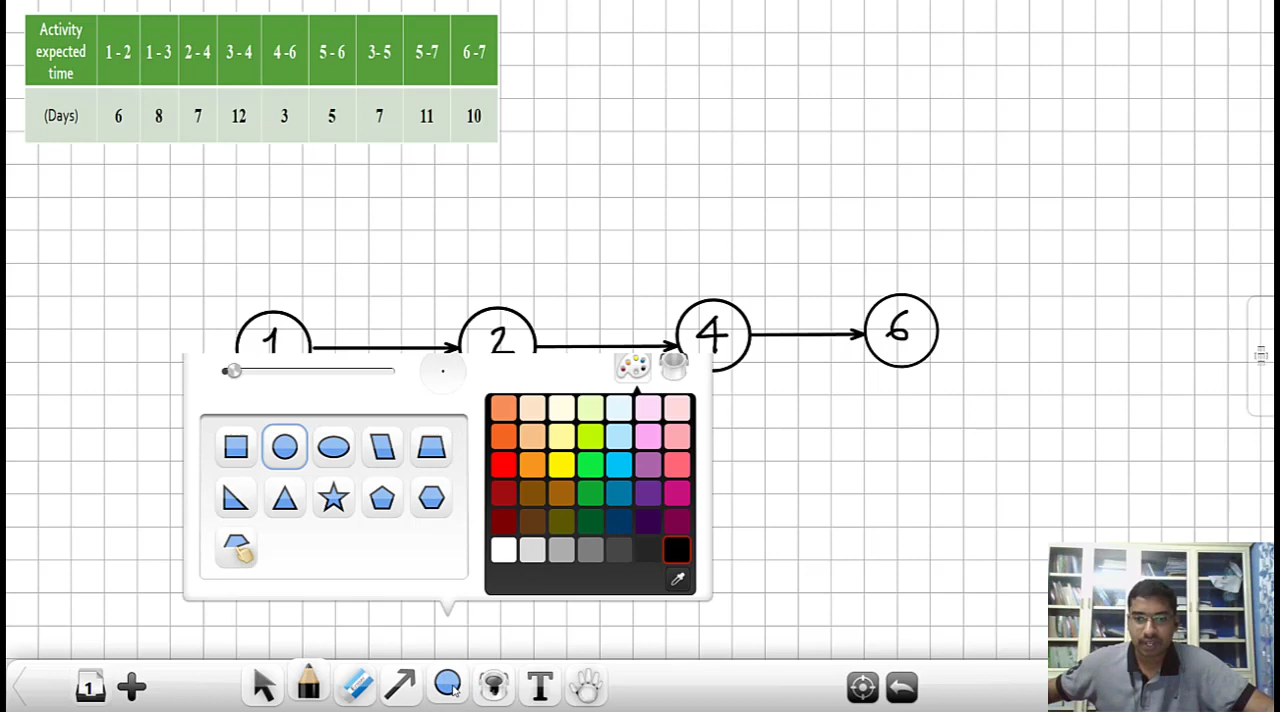 Activity expected time 1 - 2 1 - 3 2 - 4 3 - 4 4 -6 5 - 6 3- 5 5 -7 6 -7
(Days) 6 8 7 12 3 5 7 11 10
1 2 4 6
1 T